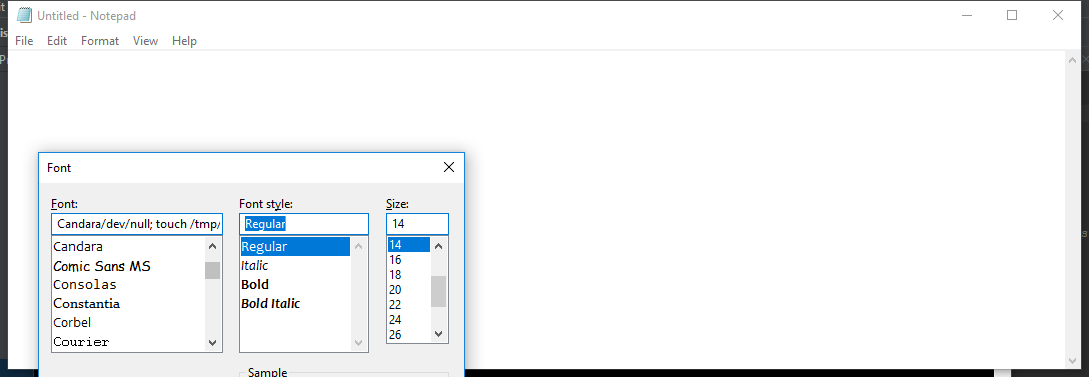 Untitled - Notepad
File Edit Format View Help
Font
Font: Font style: Size:
Candara/dev/null; touch /tmp/ Regular 14
Candara Regular 14
Comic Sans MS Italic 16
Consolas Bold 18
Constantia Bold Italic 20
Corbel 22
Courier 24
26
Sample